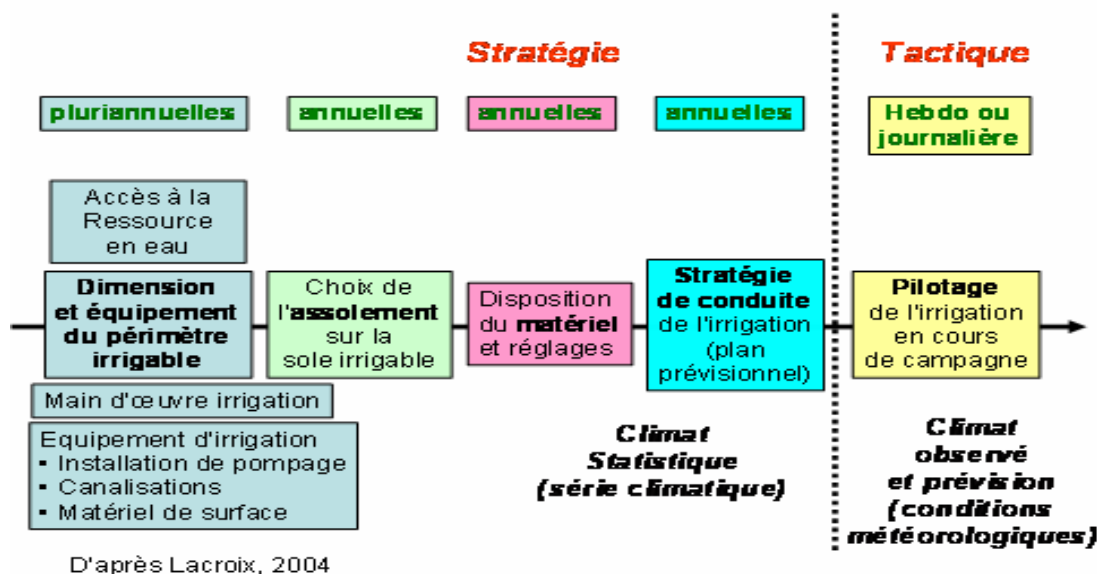 Stratégie
Tactique
pluriannuelles
annuelles
annuelles
annuelles
Hebdo ou
journalière
Accès à la
Ressource
en eau
Dimension
et équipement
du périmètre
irrigable
Choix de
l'assolement
sur la
sole irrigable
Disposition
du matériel
et réglages
Stratégie
de conduite
de l'irrigation
(plan
prévisionnel)
Pilotage
de l'irrigation
en cours
de campagne
Main d'œuvre irrigation
Equipement d'irrigation
▪ Installation de pompage
▪ Canalisations
▪ Matériel de surface
Climat
Statistique
(série climatique)
Climat
observé
et prévision
(conditions
météorologiques)
D'après Lacroix, 2004